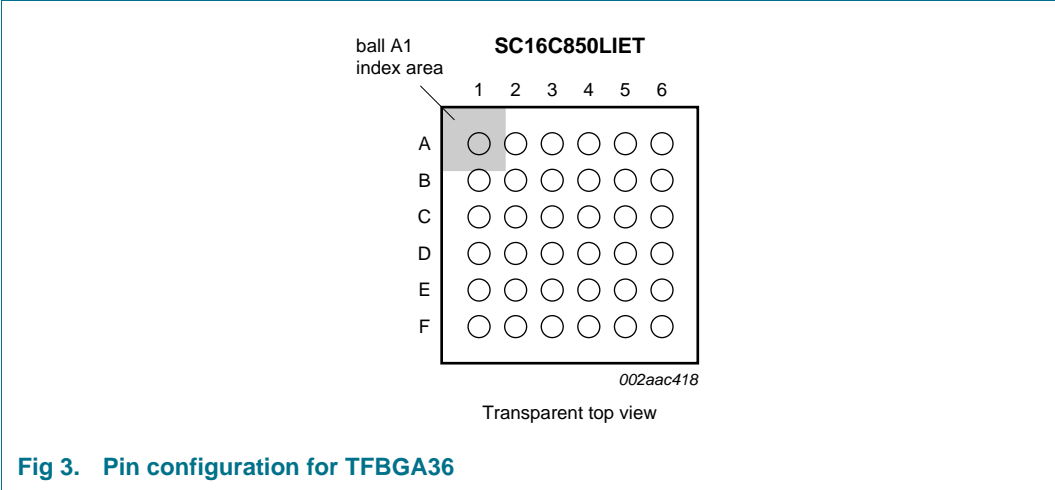 ball A1
index area
SC16C850LIET
1 2 3 4 5 6
A
B
C
D
E
F
002aac418
Transparent top view
Fig 3. Pin configuration for TFBGA36